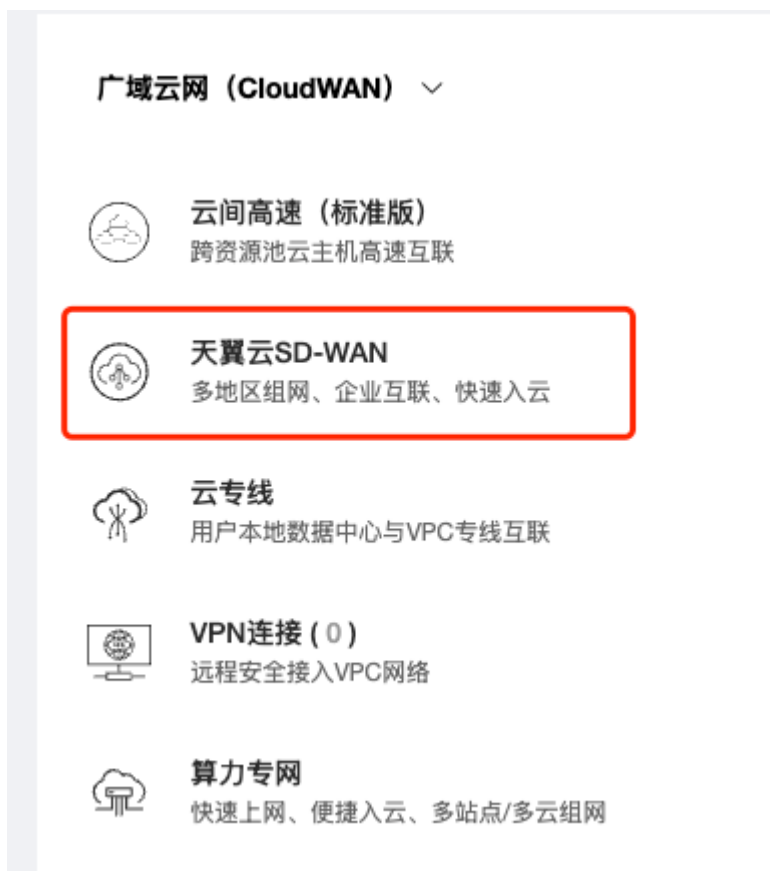 广域云网（CloudWAN）
云间高速（标准版）
跨资源池云主机高速互联
天翼云SD-WAN
多地区组网、企业互联、快速入云
云专线
用户本地数据中心与VPC专线互联
VPN连接 ( 0 )
远程安全接入VPC网络
算力专网
快速上网、便捷入云、多站点/多云组网